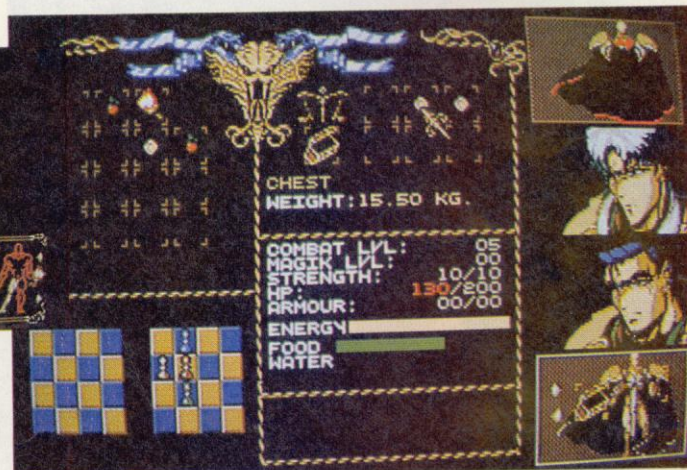 CHEST
WEIGHT:15.50 KG.
COMBAT LVL: 05
MAGIK LVL: 00
STRENGTH: 10/10
HP: 130/200
ARMOUR: 00/00
ENERGY
FOOD
WATER